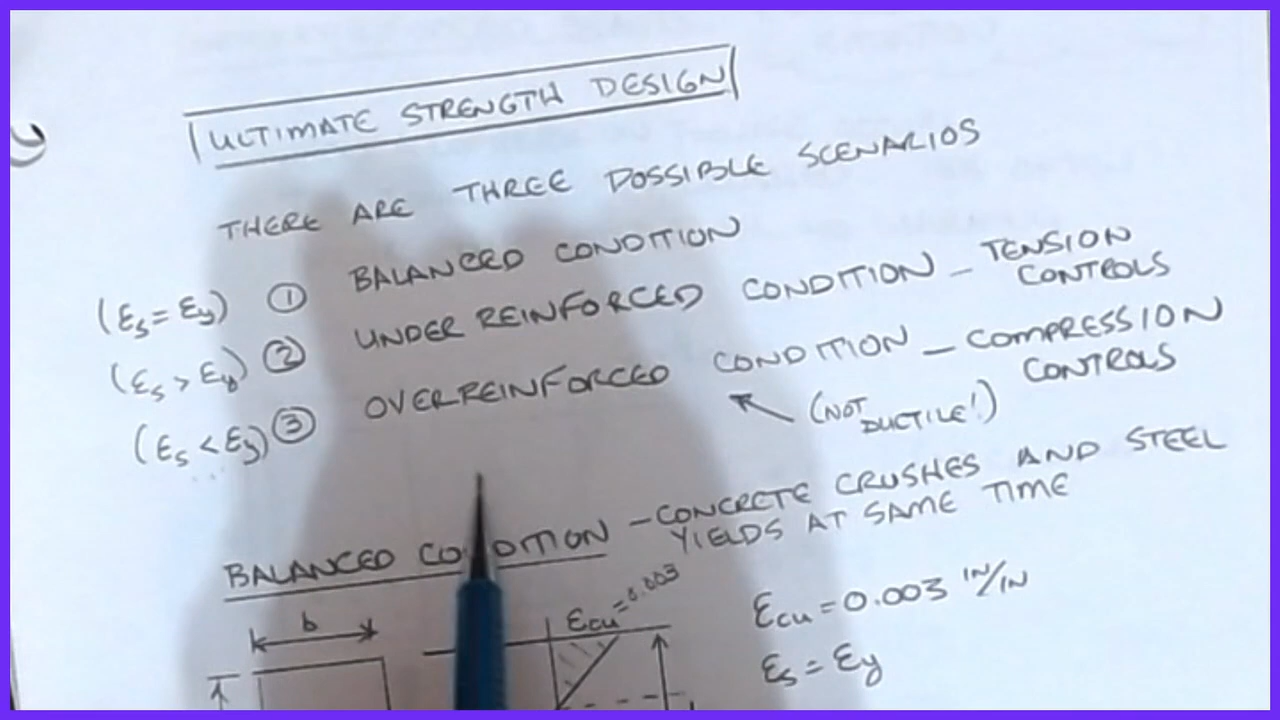 ULTIMATE STRENGTH DESIGN
THERE ARE THREE POSSIBLE SCENARIOS
(εs = εy) ① BALANCED CONDITION
(εs > εy) ② UNDER REINFORCED CONDITION – TENSION
CONTROLS
(εs < εy) ③ OVERREINFORCED CONDITION – COMPRESSION
CONTROLS
(NOT
DUCTILE!)
BALANCED CONDITION – CONCRETE CRUSHES AND STEEL
YIELDS AT SAME TIME
b
εcu = 0.003
εcu = 0.003 IN/IN
εs = εy